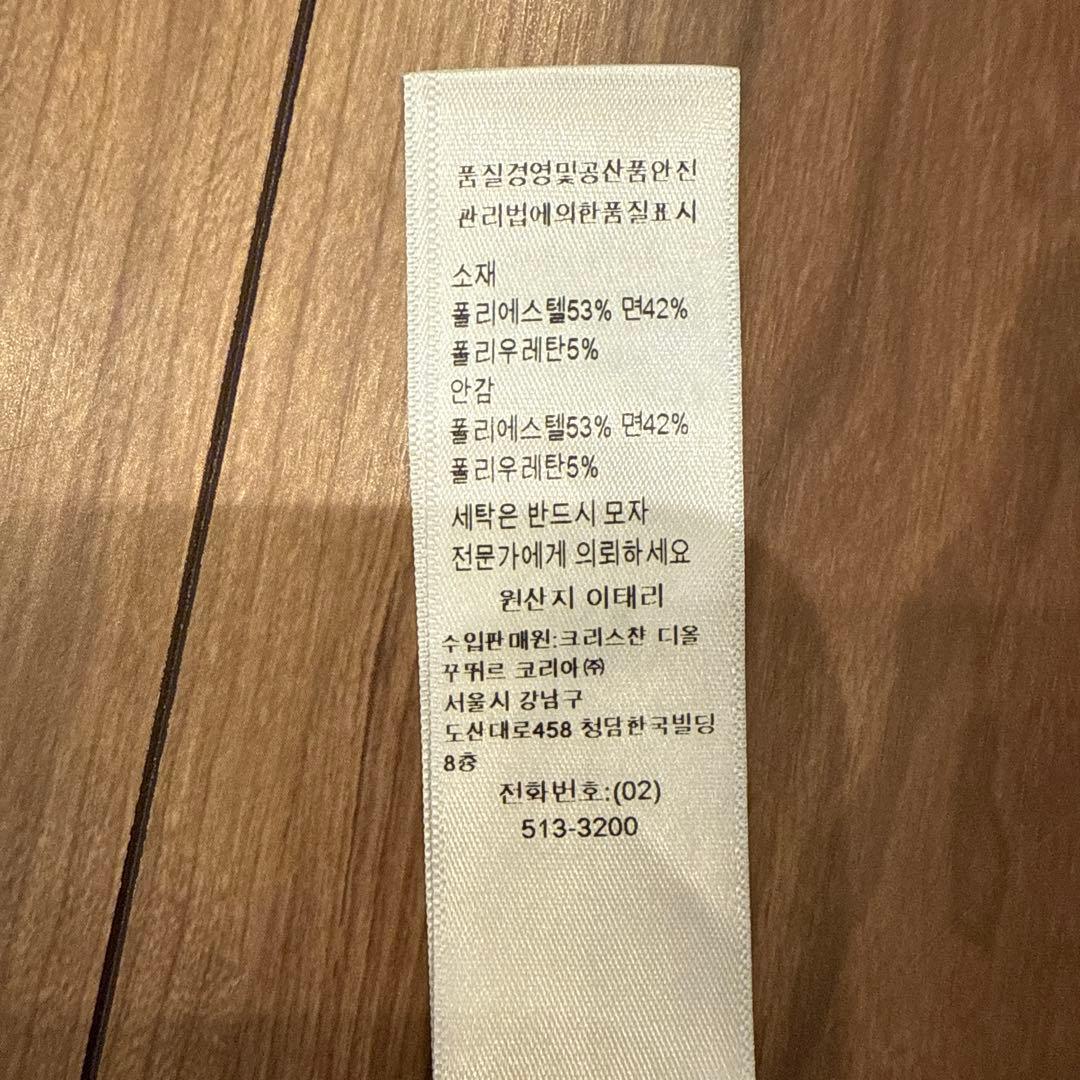 품질경영및공산품안전
관리법에의한품질표시
소재
폴리에스텔53% 면42%
폴리우레탄5%
안감
폴리에스텔53% 면42%
폴리우레탄5%
세탁은 반드시 모자
전문가에게 의뢰하세요
원산지 이태리
수입판매원:크리스챤 디올
꾸뛰르 코리아㈜
서울시 강남구
도산대로458 청담한국빌딩
8층
전화번호:(02)
513-3200